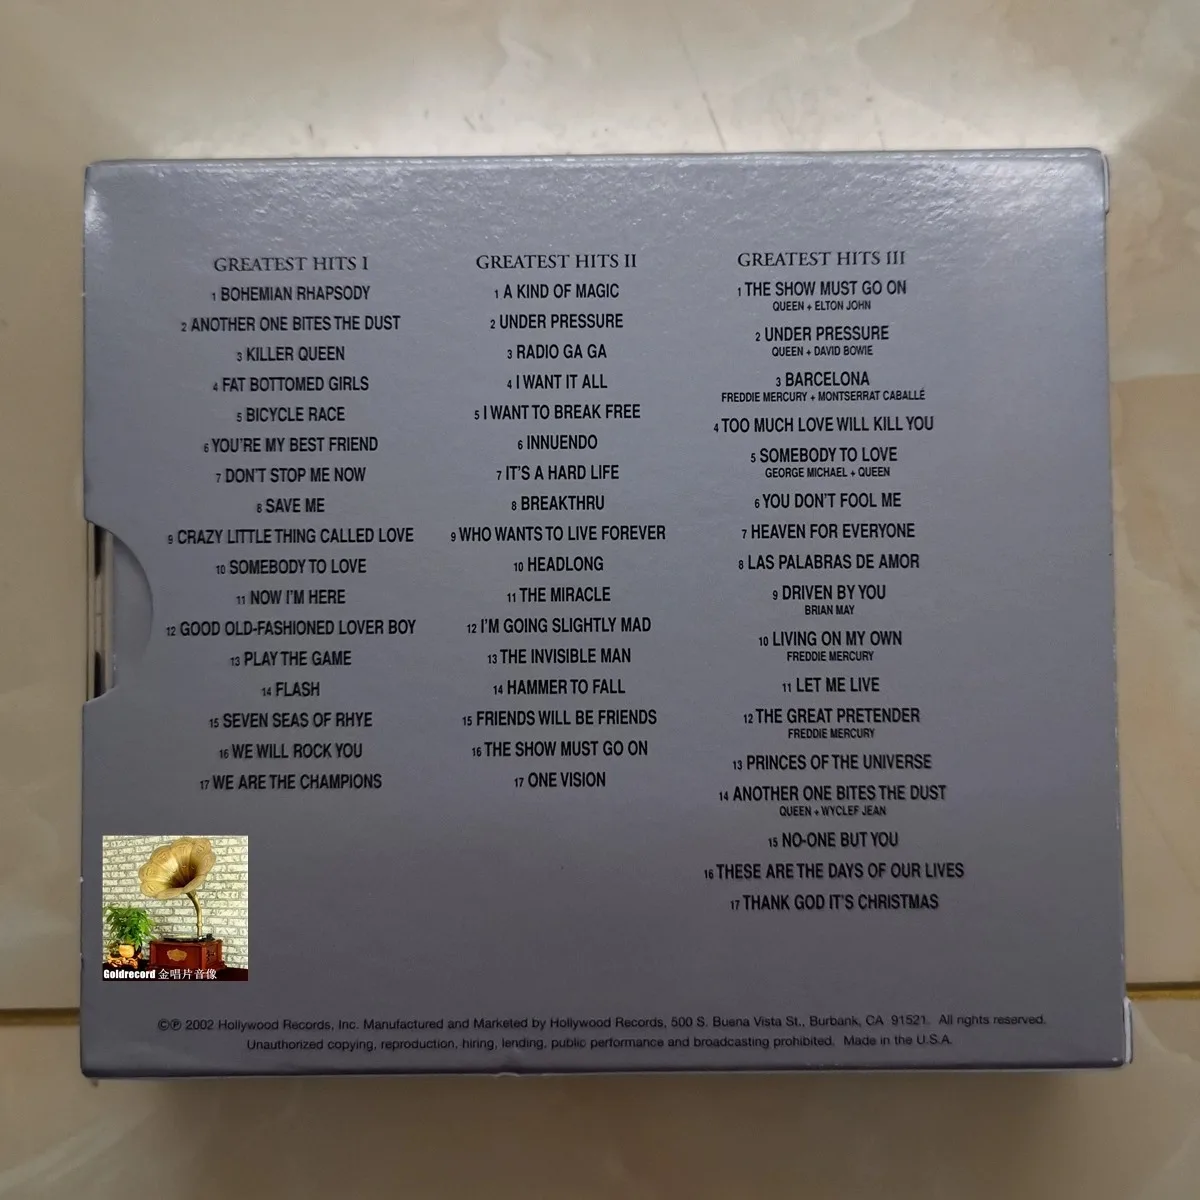 GREATEST HITS I
1 BOHEMIAN RHAPSODY
2 ANOTHER ONE BITES THE DUST
3 KILLER QUEEN
4 FAT BOTTOMED GIRLS
5 BICYCLE RACE
6 YOU'RE MY BEST FRIEND
7 DON'T STOP ME NOW
8 SAVE ME
9 CRAZY LITTLE THING CALLED LOVE
10 SOMEBODY TO LOVE
11 NOW I'M HERE
12 GOOD OLD-FASHIONED LOVER BOY
13 PLAY THE GAME
14 FLASH
15 SEVEN SEAS OF RHYE
16 WE WILL ROCK YOU
17 WE ARE THE CHAMPIONS
GREATEST HITS II
1 A KIND OF MAGIC
2 UNDER PRESSURE
3 RADIO GA GA
4 I WANT IT ALL
5 I WANT TO BREAK FREE
6 INNUENDO
7 IT'S A HARD LIFE
8 BREAKTHRU
9 WHO WANTS TO LIVE FOREVER
10 HEADLONG
11 THE MIRACLE
12 I'M GOING SLIGHTLY MAD
13 THE INVISIBLE MAN
14 HAMMER TO FALL
15 FRIENDS WILL BE FRIENDS
16 THE SHOW MUST GO ON
17 ONE VISION
GREATEST HITS III
1 THE SHOW MUST GO ON
QUEEN + ELTON JOHN
2 UNDER PRESSURE
QUEEN + DAVID BOWIE
3 BARCELONA
FREDDIE MERCURY + MONTSERRAT CABALLÉ
4 TOO MUCH LOVE WILL KILL YOU
5 SOMEBODY TO LOVE
GEORGE MICHAEL + QUEEN
6 YOU DON'T FOOL ME
7 HEAVEN FOR EVERYONE
8 LAS PALABRAS DE AMOR
9 DRIVEN BY YOU
BRIAN MAY
10 LIVING ON MY OWN
FREDDIE MERCURY
11 LET ME LIVE
12 THE GREAT PRETENDER
FREDDIE MERCURY
13 PRINCES OF THE UNIVERSE
14 ANOTHER ONE BITES THE DUST
QUEEN + WYCLEF JEAN
15 NO-ONE BUT YOU
16 THESE ARE THE DAYS OF OUR LIVES
17 THANK GOD IT'S CHRISTMAS
Goldrecord 金唱片音像
©℗ 2002 Hollywood Records, Inc. Manufactured and Marketed by Hollywood Records, 500 S. Buena Vista St., Burbank, CA 91521. All rights reserved.
Unauthorized copying, reproduction, hiring, lending, public performance and broadcasting prohibited. Made in the U.S.A.